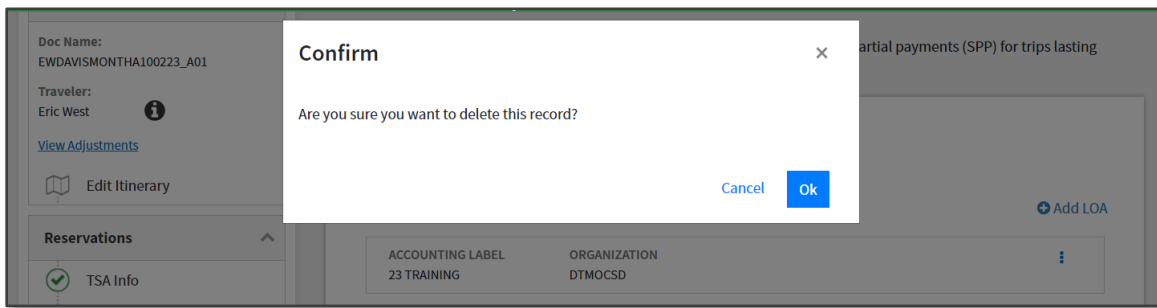 Doc Name:
EWDAVISMONTHA100223_A01
Traveler:
Eric West
View Adjustments
Edit Itinerary
Reservations
TSA Info
Confirm
×
Are you sure you want to delete this record?
Cancel
Ok
artial payments (SPP) for trips lasting
Add LOA
ACCOUNTING LABEL
ORGANIZATION
23 TRAINING
DTMOCSD